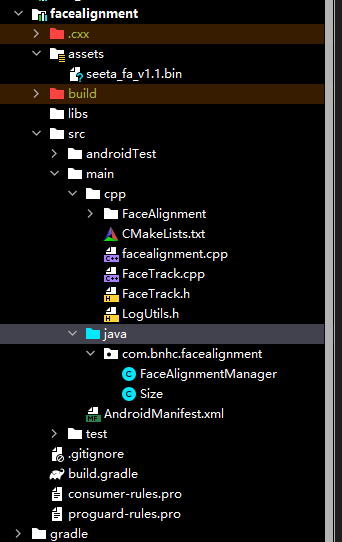 facealignment
.cxx
assets
seeta_fa_v1.1.bin
build
libs
src
androidTest
main
cpp
FaceAlignment
CMakeLists.txt
facealignment.cpp
FaceTrack.cpp
FaceTrack.h
LogUtils.h
java
com.bnhc.facealignment
FaceAlignmentManager
Size
AndroidManifest.xml
test
.gitignore
build.gradle
consumer-rules.pro
proguard-rules.pro
gradle